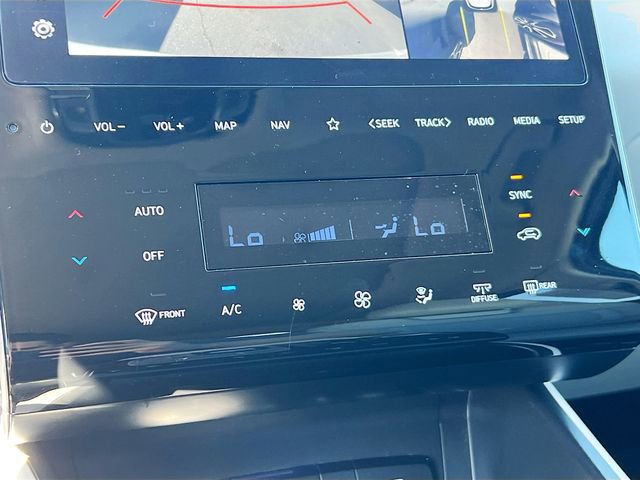 VOL– VOL+ MAP NAV <SEEK TRACK> RADIO MEDIA SETUP
AUTO SYNC
Lo Lo
OFF
FRONT A/C DIFFUSE REAR